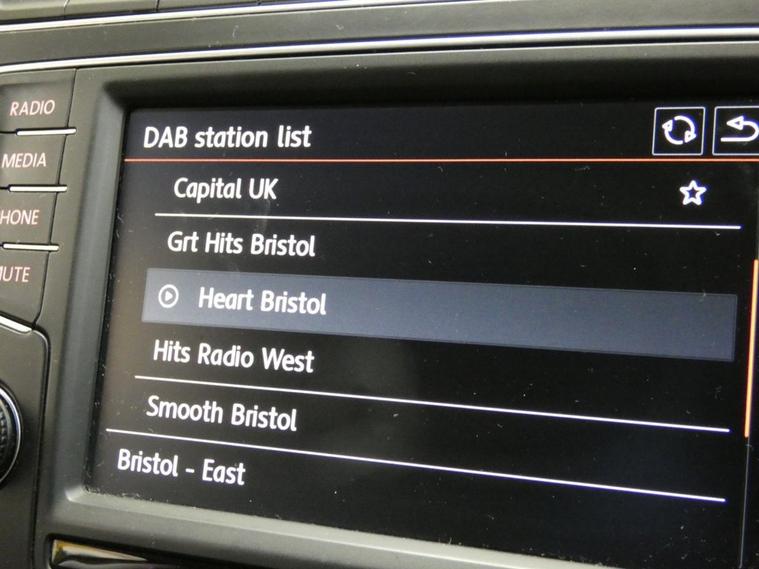 RADIO
MEDIA
HONE
MUTE
DAB station list
Capital UK
Grt Hits Bristol
Heart Bristol
Hits Radio West
Smooth Bristol
Bristol - East